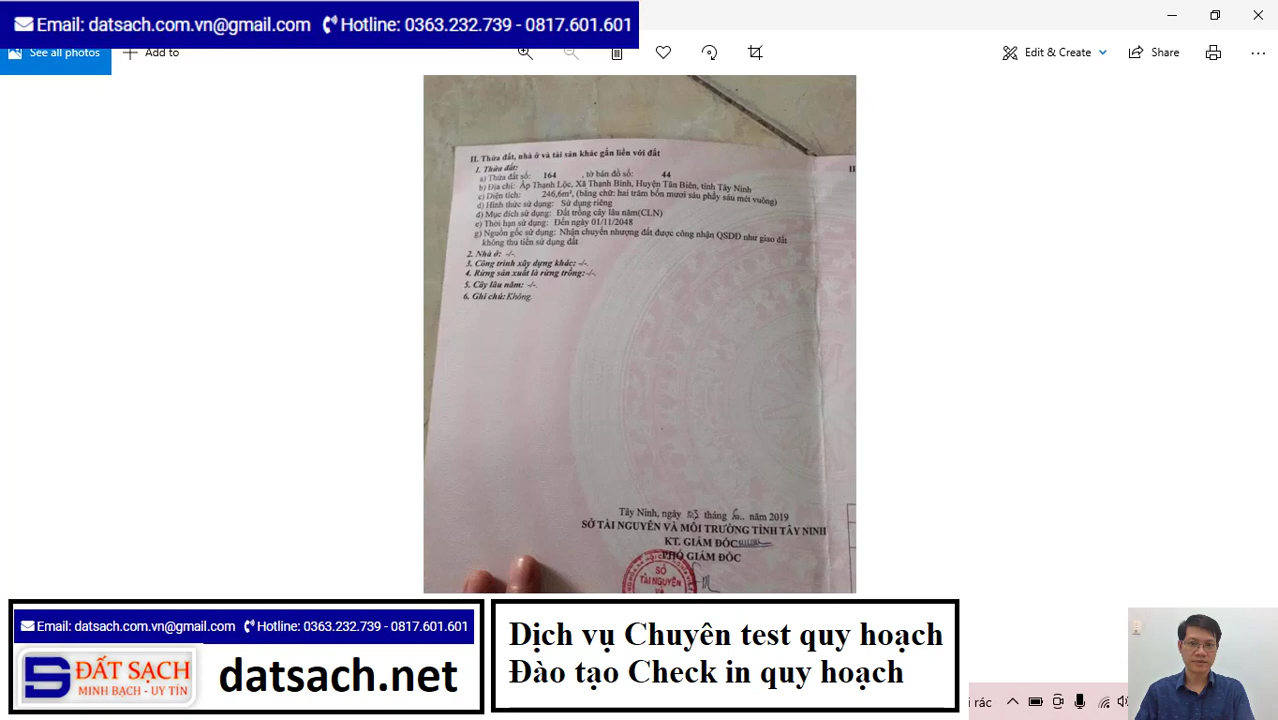 Email: datsach.com.vn@gmail.com Hotline: 0363.232.739 - 0817.601.601
See all photos Add to Edit & Create Share
II. Thửa đất, nhà ở và tài sản khác gắn liền với đất
II
1. Thửa đất:
a) Thửa đất số: 164 , tờ bản đồ số: 44
b) Địa chỉ: Ấp Thạnh Lộc, Xã Thạnh Bình, Huyện Tân Biên, tỉnh Tây Ninh
c) Diện tích: 246,6m², (bằng chữ: hai trăm bốn mươi sáu phẩy sáu mét vuông)
d) Hình thức sử dụng: Sử dụng riêng
đ) Mục đích sử dụng: Đất trồng cây lâu năm(CLN)
e) Thời hạn sử dụng: Đến ngày 01/11/2048
g) Nguồn gốc sử dụng: Nhận chuyển nhượng đất được công nhận QSDĐ như giao đất
không thu tiền sử dụng đất
2. Nhà ở: -/-.
3. Công trình xây dựng khác: -/-.
4. Rừng sản xuất là rừng trồng: -/-.
5. Cây lâu năm: -/-.
6. Ghi chú: Không.
Tây Ninh, ngày tháng năm 2019
SỞ TÀI NGUYÊN VÀ MÔI TRƯỜNG TỈNH TÂY NINH
KT. GIÁM ĐỐC
PHÓ GIÁM ĐỐC
SỞ
TÀI NGUYÊN
VÀ
Email: datsach.com.vn@gmail.com Hotline: 0363.232.739 - 0817.601.601
ĐẤT SẠCH
MINH BẠCH - UY TÍN
datsach.net
Dịch vụ Chuyên test quy hoạch
Đào tạo Check in quy hoạch
i rác